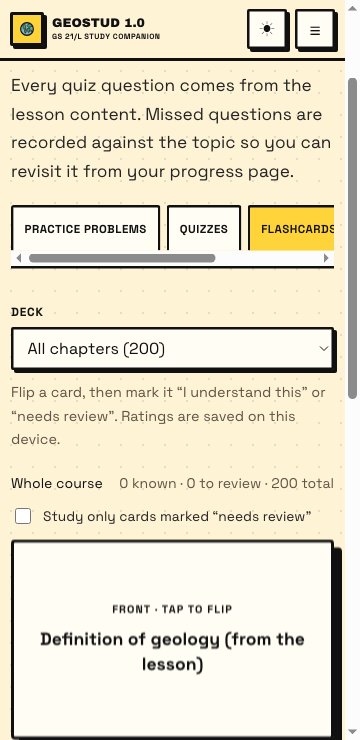 GEOSTUD 1.0
GS 21/L STUDY COMPANION
Every quiz question comes from the
lesson content. Missed questions are
recorded against the topic so you can
revisit it from your progress page.
PRACTICE PROBLEMS
QUIZZES
FLASHCARDS
DECK
All chapters (200)
Flip a card, then mark it “I understand this” or
“needs review”. Ratings are saved on this
device.
Whole course 0 known · 0 to review · 200 total
Study only cards marked “needs review”
FRONT · TAP TO FLIP
Definition of geology (from the
lesson)